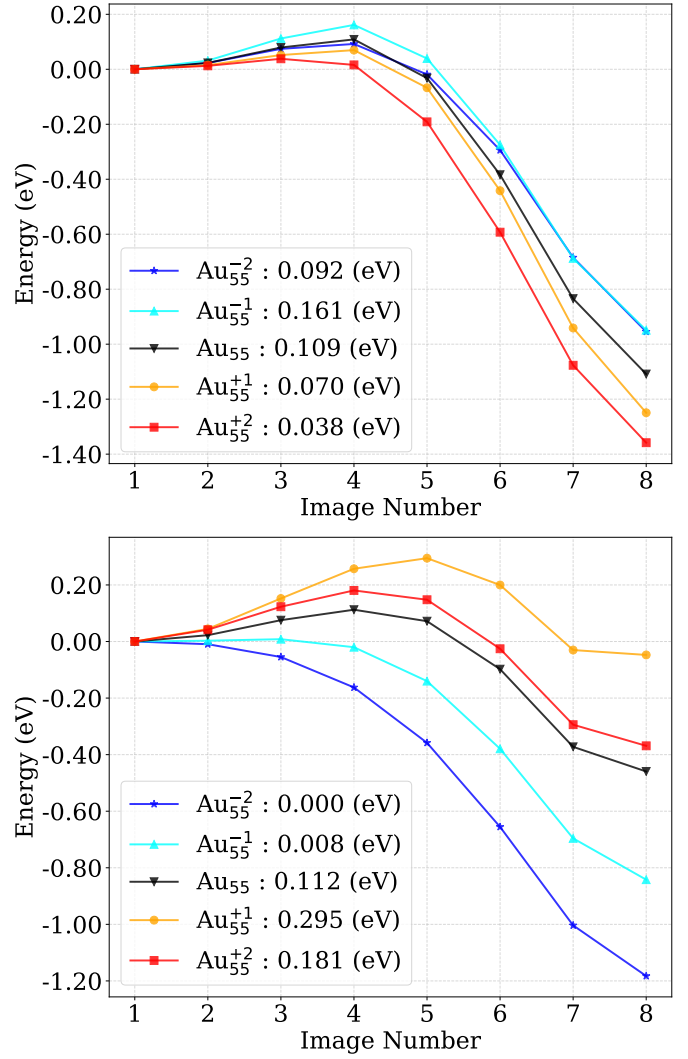 0.20
0.00
-0.20
-0.40
-0.60
-0.80
-1.00
-1.20
-1.40
Energy (eV)
Au₅₅⁻² : 0.092 (eV)
Au₅₅⁻¹ : 0.161 (eV)
Au₅₅ : 0.109 (eV)
Au₅₅⁺¹ : 0.070 (eV)
Au₅₅⁺² : 0.038 (eV)
1 2 3 4 5 6 7 8
Image Number
0.20
0.00
-0.20
-0.40
-0.60
-0.80
-1.00
-1.20
Energy (eV)
Au₅₅⁻² : 0.000 (eV)
Au₅₅⁻¹ : 0.008 (eV)
Au₅₅ : 0.112 (eV)
Au₅₅⁺¹ : 0.295 (eV)
Au₅₅⁺² : 0.181 (eV)
1 2 3 4 5 6 7 8
Image Number